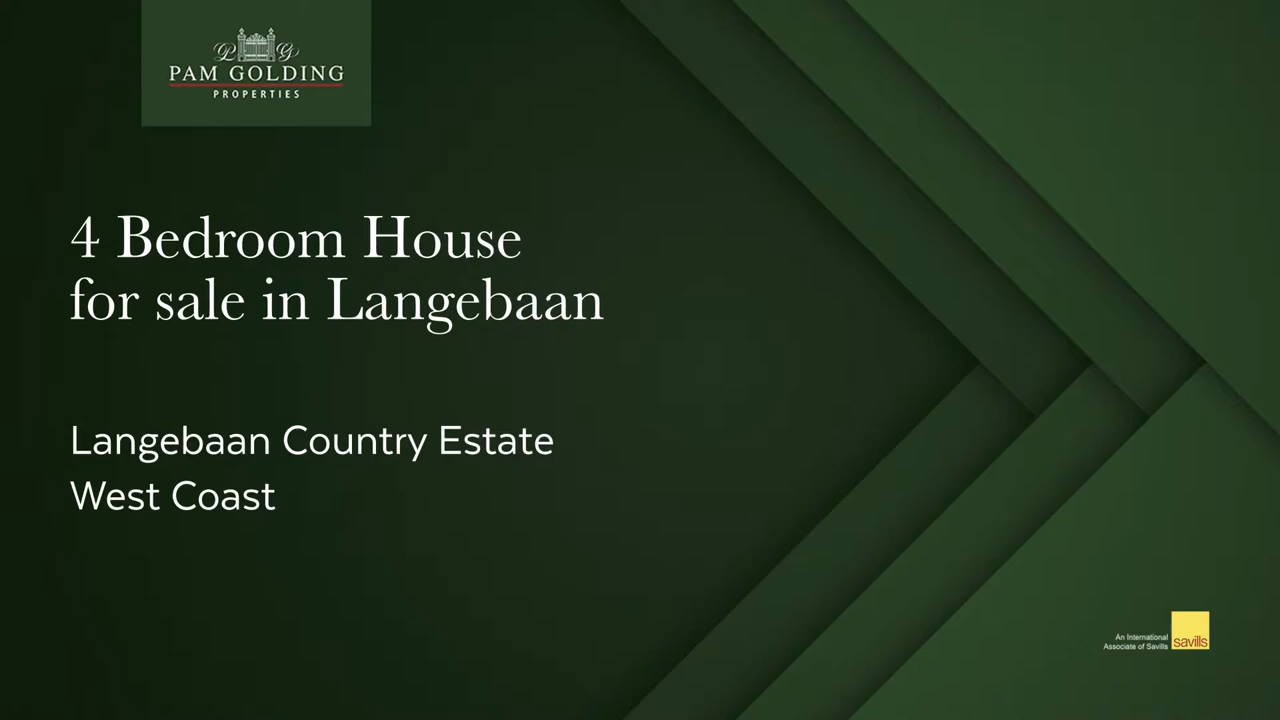 PAM GOLDING
PROPERTIES
4 Bedroom House
for sale in Langebaan
Langebaan Country Estate
West Coast
An International
Associate of Savills
savills